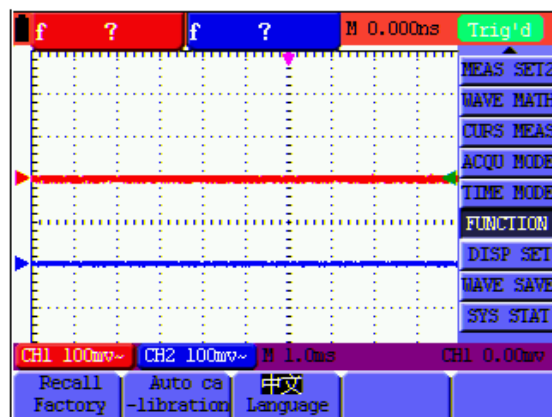 f ? f ? M 0.000ns Trig'd
MEAS SET2
WAVE MATH
CURS MEAS
ACQU MODE
TIME MODE
FUNCTION
DISP SET
WAVE SAVE
SYS STAT
CH1 100mv~ CH2 100mv~ M 1.0ms CH1 0.00mv
Recall Auto ca 中文
Factory -libration Language